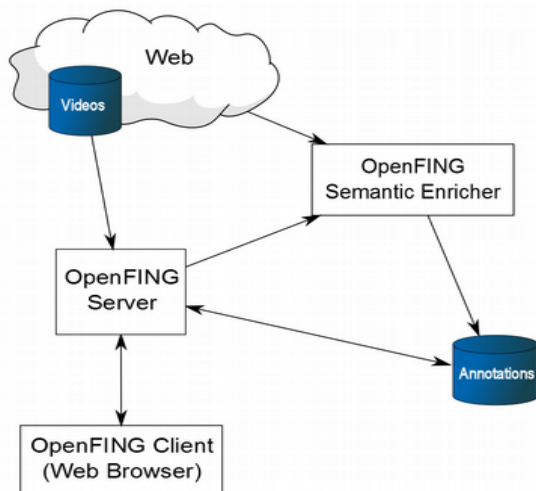 Web
Videos
OpenFING
Semantic Enricher
OpenFING
Server
Annotations
OpenFING Client
(Web Browser)